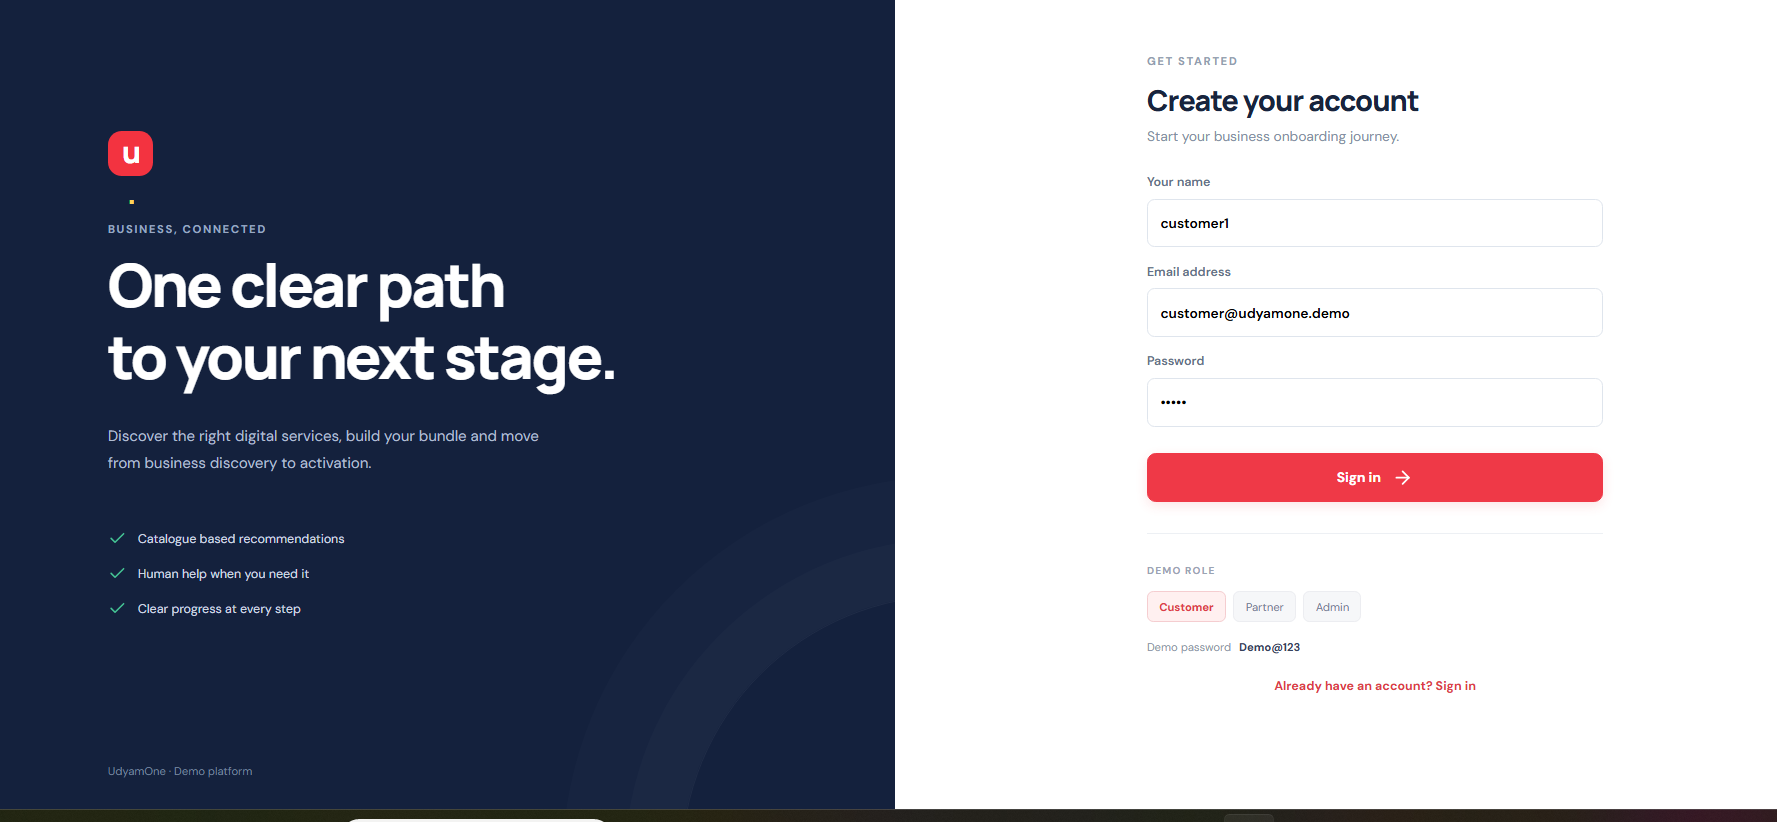 u
BUSINESS, CONNECTED
One clear path
to your next stage.
Discover the right digital services, build your bundle and move
from business discovery to activation.
Catalogue based recommendations
Human help when you need it
Clear progress at every step
UdyamOne · Demo platform
GET STARTED
Create your account
Start your business onboarding journey.
Your name
customer1
Email address
customer@udyamone.demo
Password
•••••
Sign in →
DEMO ROLE
Customer Partner Admin
Demo password Demo@123
Already have an account? Sign in